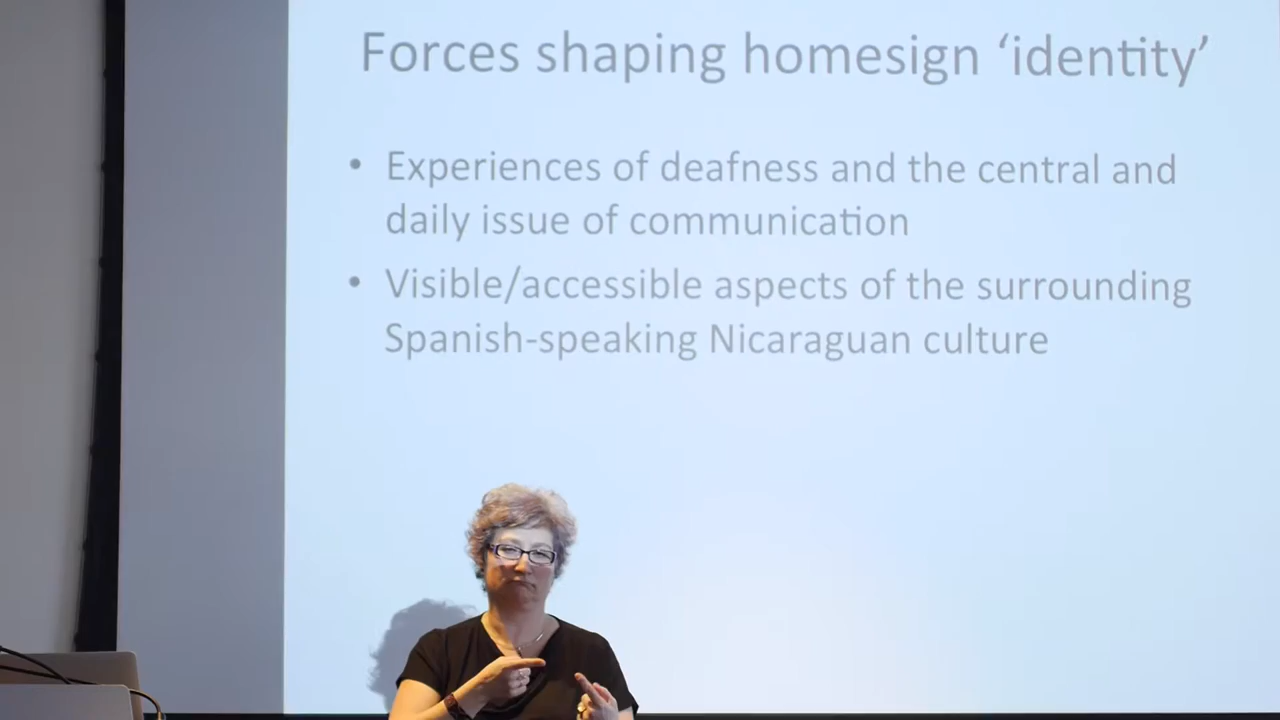 Forces shaping homesign ‘identity’
• Experiences of deafness and the central and
daily issue of communication
• Visible/accessible aspects of the surrounding
Spanish-speaking Nicaraguan culture